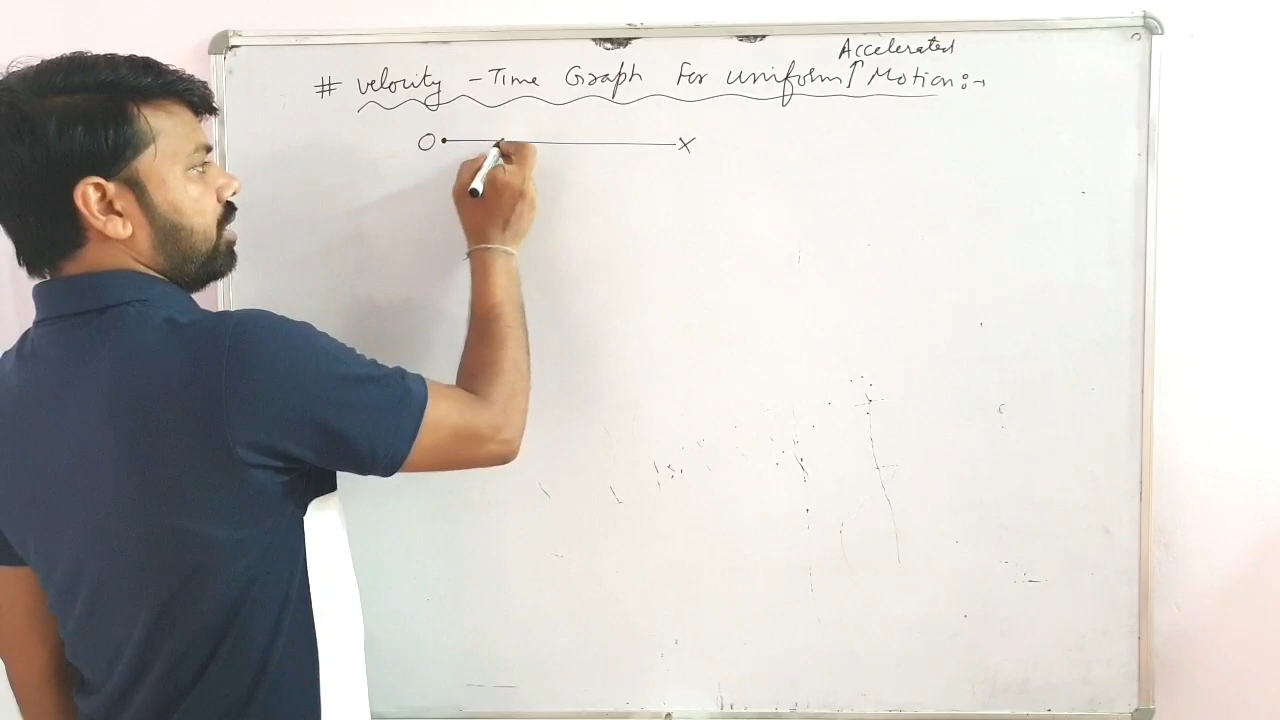 Accelerated
# velocity - Time Graph For uniform ↑ Motion :→
O X